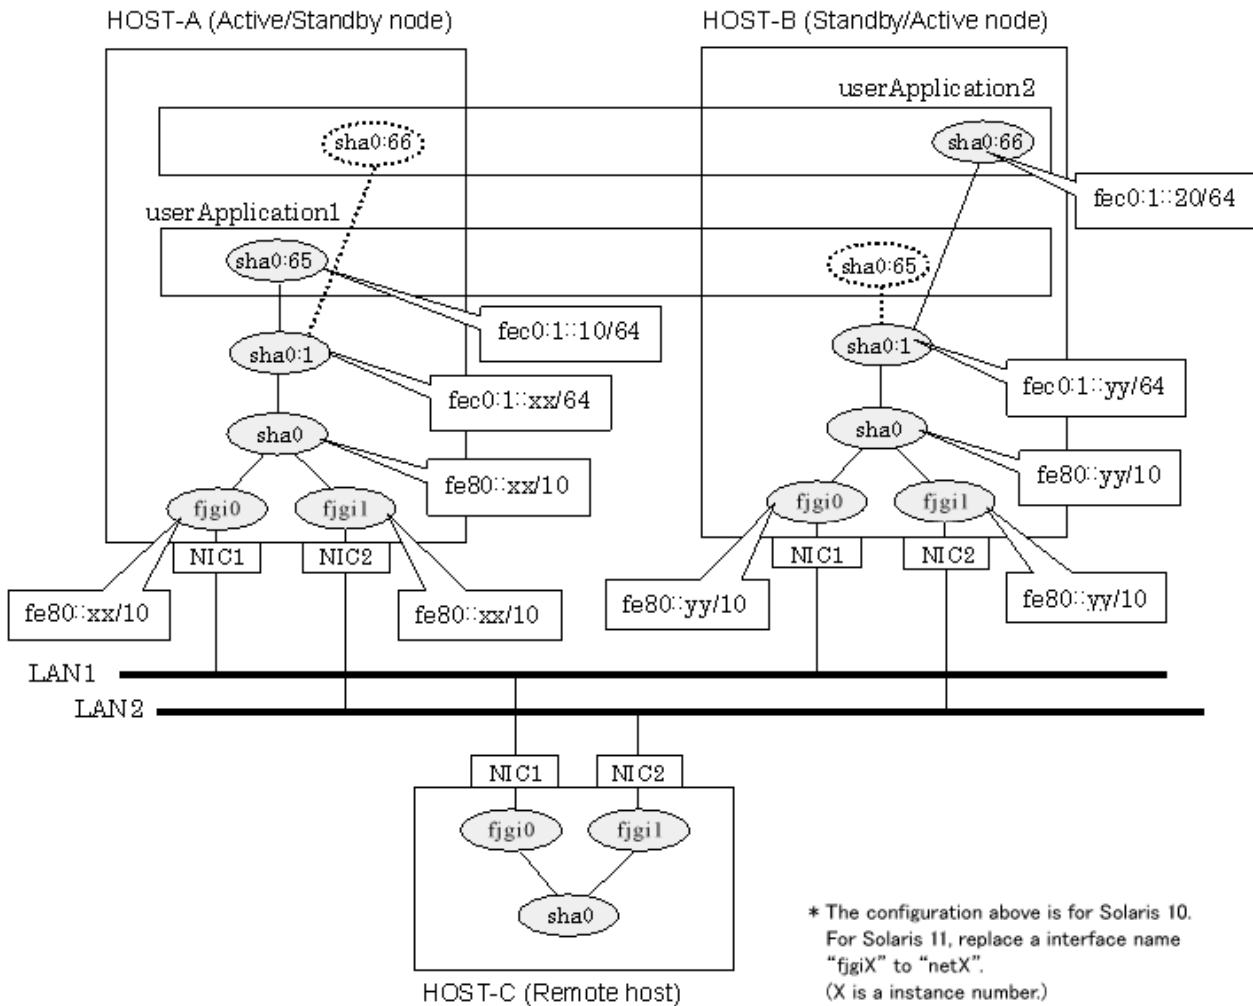 HOST-A (Active/Standby node)
HOST-B (Standby/Active node)
userApplication2
sha0:66
sha0:66
fec0:1::20/64
userApplication1
sha0:65
sha0:65
fec0:1::10/64
sha0:1
sha0:1
fec0:1::xx/64
fec0:1::yy/64
sha0
sha0
fe80::xx/10
fe80::yy/10
fjgi0
fjgi1
fjgi0
fjgi1
NIC1
NIC2
NIC1
NIC2
fe80::xx/10
fe80::xx/10
fe80::yy/10
fe80::yy/10
LAN1
LAN2
NIC1
NIC2
fjgi0
fjgi1
sha0
HOST-C (Remote host)
* The configuration above is for Solaris 10.
For Solaris 11, replace a interface name
“fjgiX” to “netX”.
(X is a instance number.)